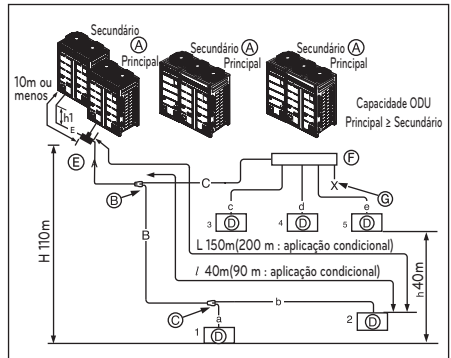 Secundário Ⓐ
Principal
Secundário Ⓐ
Principal
Secundário Ⓐ
Principal
10m ou
menos
h1
E
Capacidade ODU
Principal ≥ Secundário
Ⓔ
A
Ⓕ
Ⓑ
C
X
Ⓖ
c
d
e
3 Ⓓ
4 Ⓓ
5 Ⓓ
H 110m
B
L 150m(200 m : aplicação condicional)
l 40m(90 m : aplicação condicional)
h 40m
Ⓒ
a
b
1 Ⓓ
2 Ⓓ